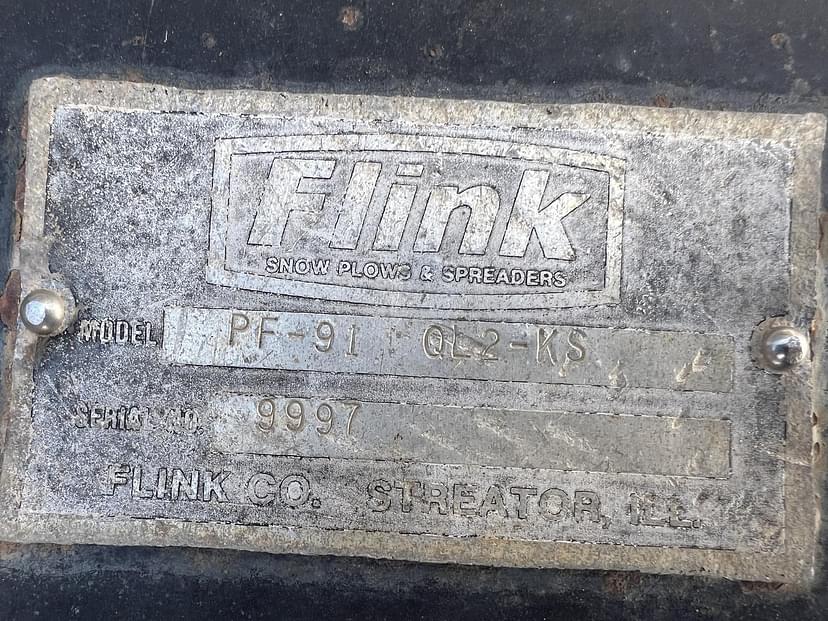 Flink
SNOW PLOWS & SPREADERS
MODEL PF-91 QL2-KS
SERIAL NO. 9997
FLINK CO. STREATOR, ILL.